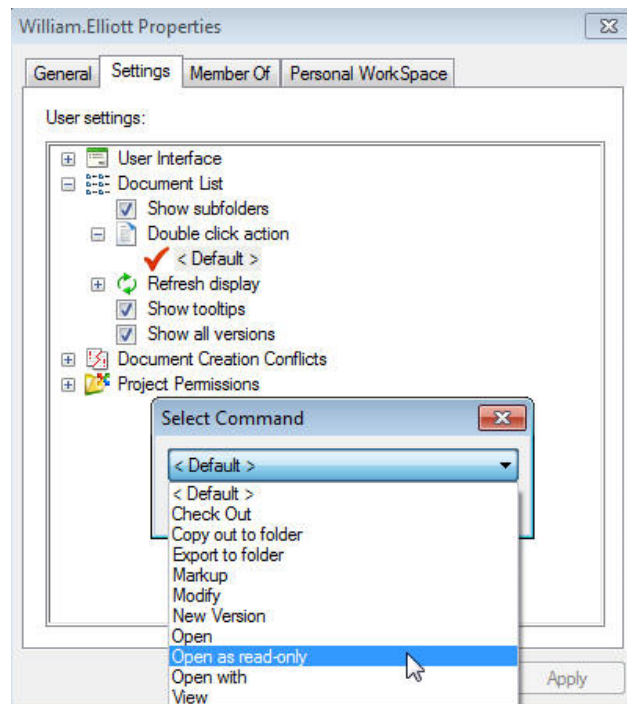 William.Elliott Properties
General Settings Member Of Personal WorkSpace
User settings:
User Interface
Document List
Show subfolders
Double click action
< Default >
Refresh display
Show tooltips
Show all versions
Document Creation Conflicts
Project Permissions
Select Command
< Default >
< Default >
Check Out
Copy out to folder
Export to folder
Markup
Modify
New Version
Open
Open as read-only
Open with
View
Apply